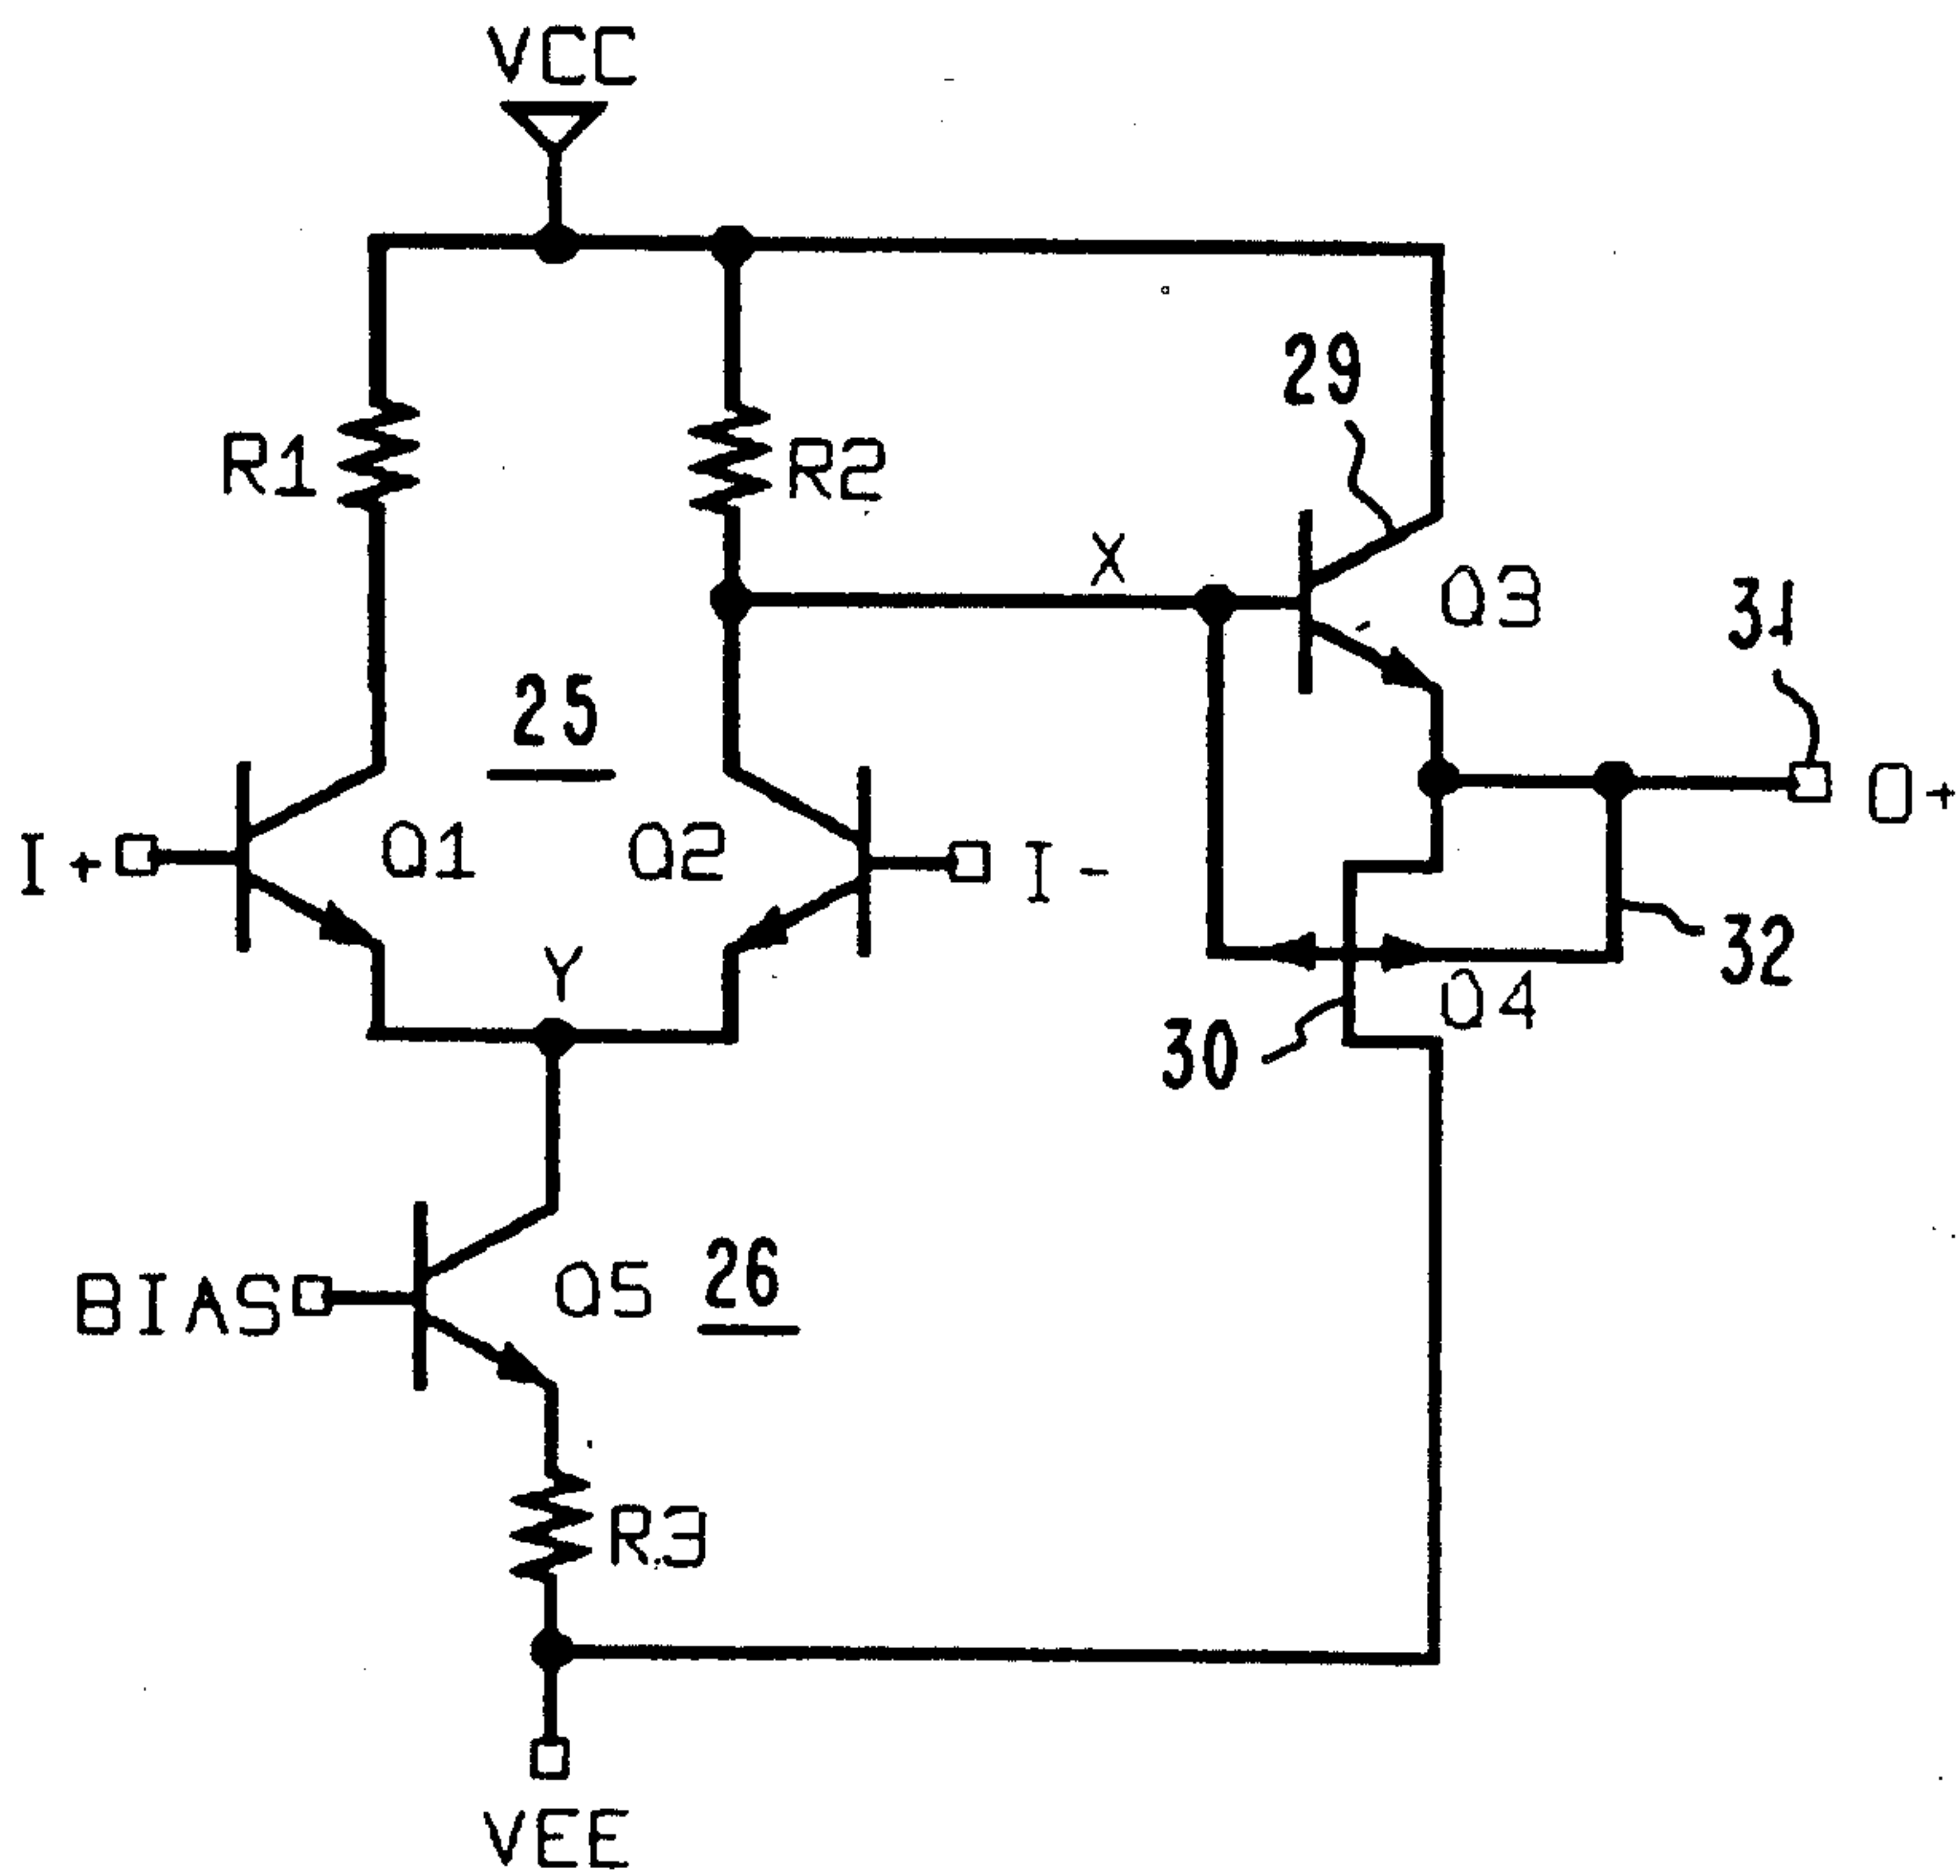 VCC
29
R1
R2
X
Q3
31
25
I+
Q1
Q2
I-
O+
Y
32
Q4
30
BIAS
Q5
26
R3
VEE